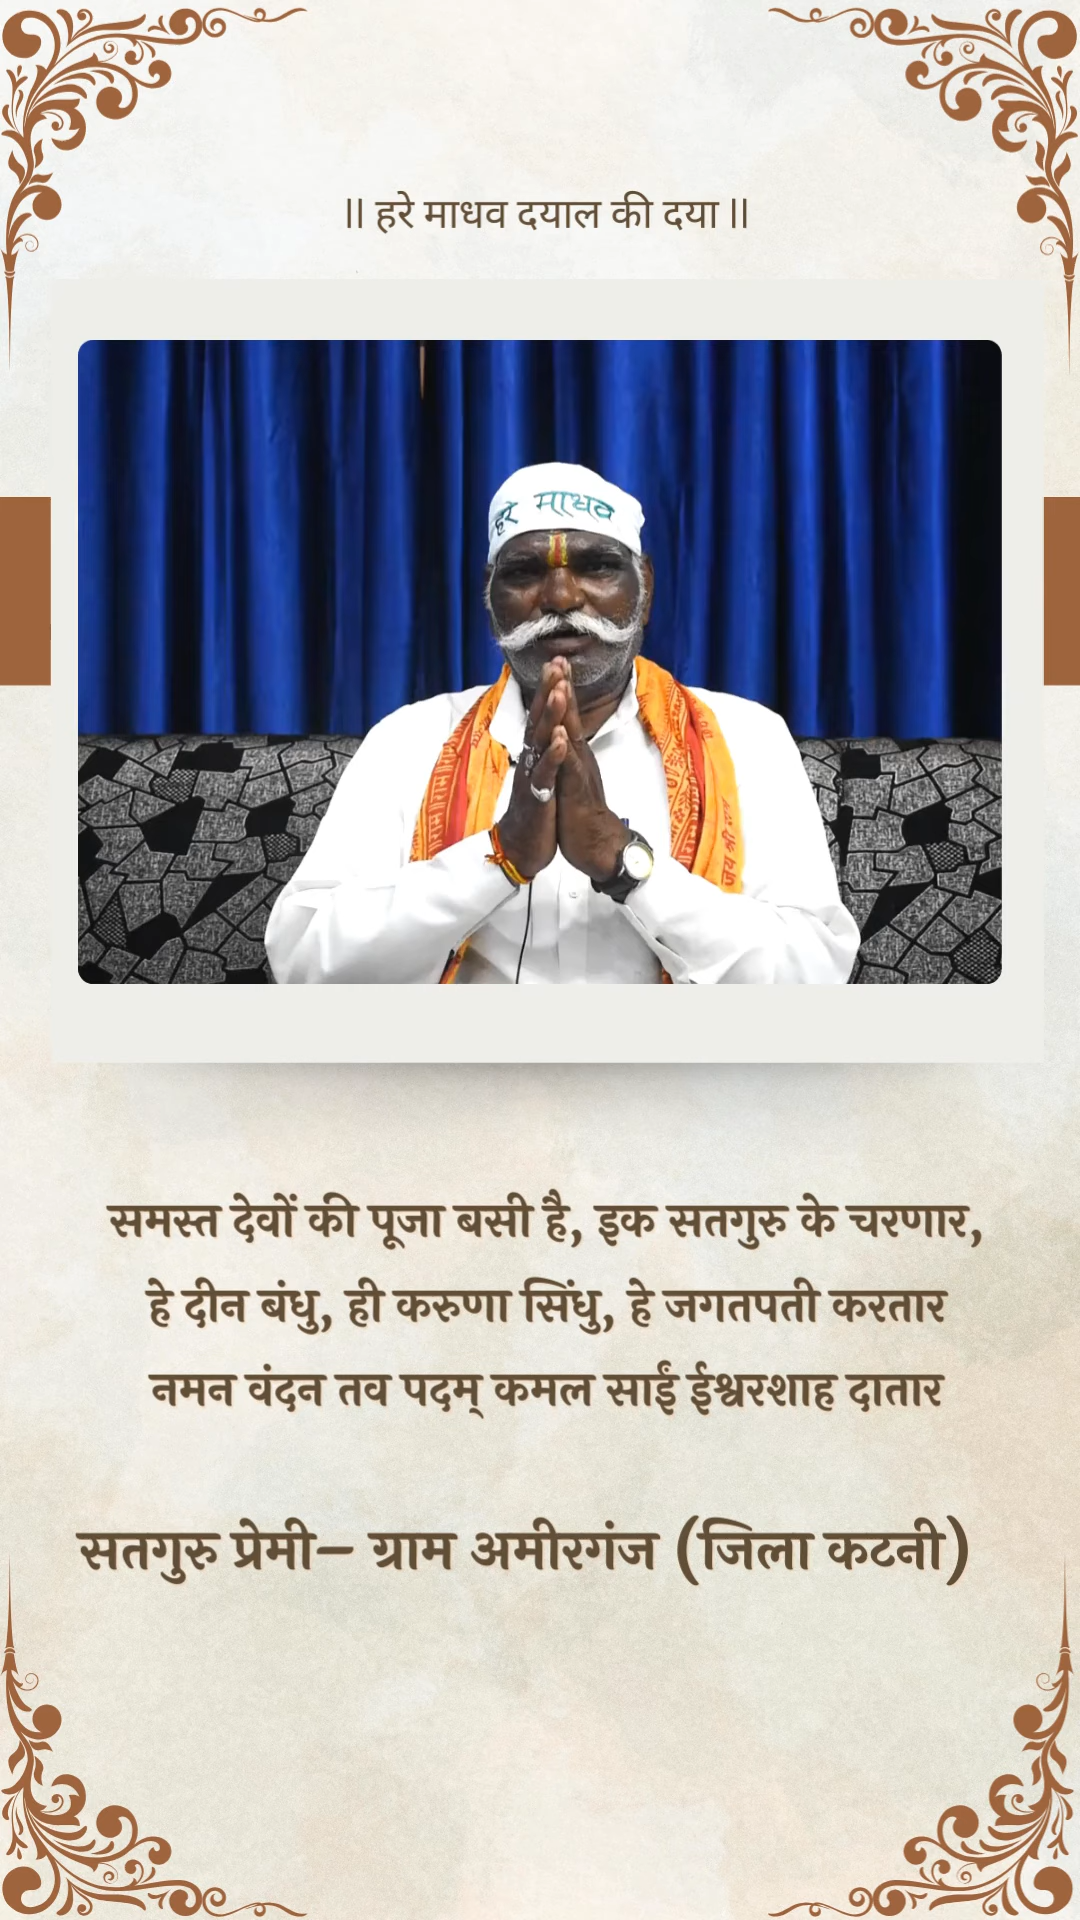 ॥ हरे माधव दयाल की दया ॥
हरे माधव
जय श्री राम
समस्त देवों की पूजा बसी है, इक सतगुरु के चरणार,
हे दीन बंधु, ही करुणा सिंधु, हे जगतपती करतार
नमन वंदन तव पदम् कमल साईं ईश्वरशाह दातार
सतगुरु प्रेमी– ग्राम अमीरगंज (जिला कटनी)